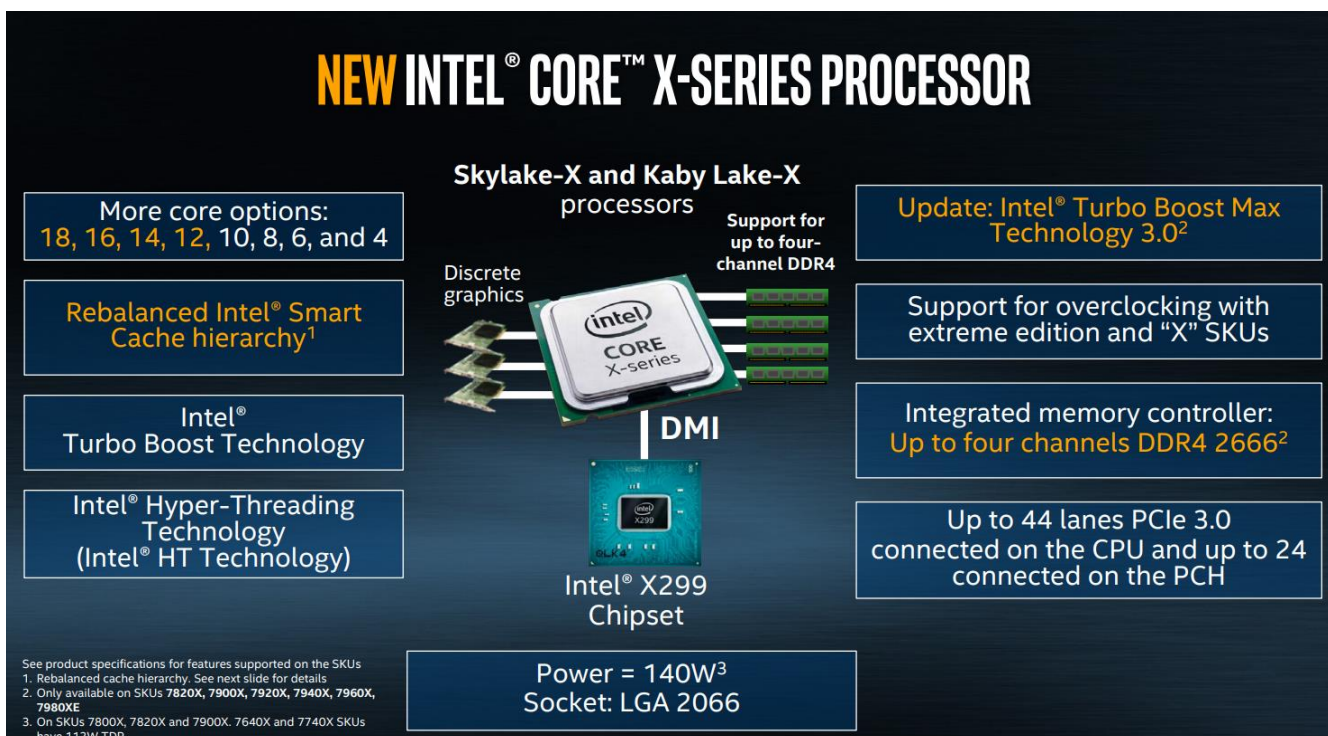 NEW INTEL® CORE™ X-SERIES PROCESSOR
Skylake-X and Kaby Lake-X
processors
More core options:
18, 16, 14, 12, 10, 8, 6, and 4
Rebalanced Intel® Smart
Cache hierarchy¹
Intel®
Turbo Boost Technology
Intel® Hyper-Threading
Technology
(Intel® HT Technology)
Discrete
graphics
Support for
up to four-
channel DDR4
intel
CORE
X-series
DMI
intel
X299
QLK4
Intel® X299
Chipset
Update: Intel® Turbo Boost Max
Technology 3.0²
Support for overclocking with
extreme edition and “X” SKUs
Integrated memory controller:
Up to four channels DDR4 2666²
Up to 44 lanes PCIe 3.0
connected on the CPU and up to 24
connected on the PCH
Power = 140W³
Socket: LGA 2066
See product specifications for features supported on the SKUs
1. Rebalanced cache hierarchy. See next slide for details
2. Only available on SKUs 7820X, 7900X, 7920X, 7940X, 7960X,
7980XE
3. On SKUs 7800X, 7820X and 7900X. 7640X and 7740X SKUs
have 112W TDP